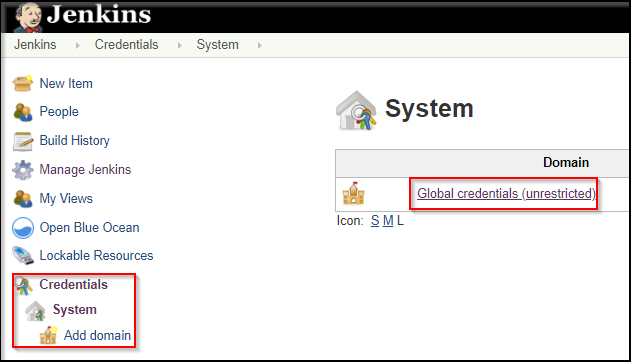 Jenkins
Jenkins Credentials System
New Item
People
Build History
Manage Jenkins
My Views
Open Blue Ocean
Lockable Resources
Credentials
System
Add domain
System
Domain
Global credentials (unrestricted)
Icon: S M L